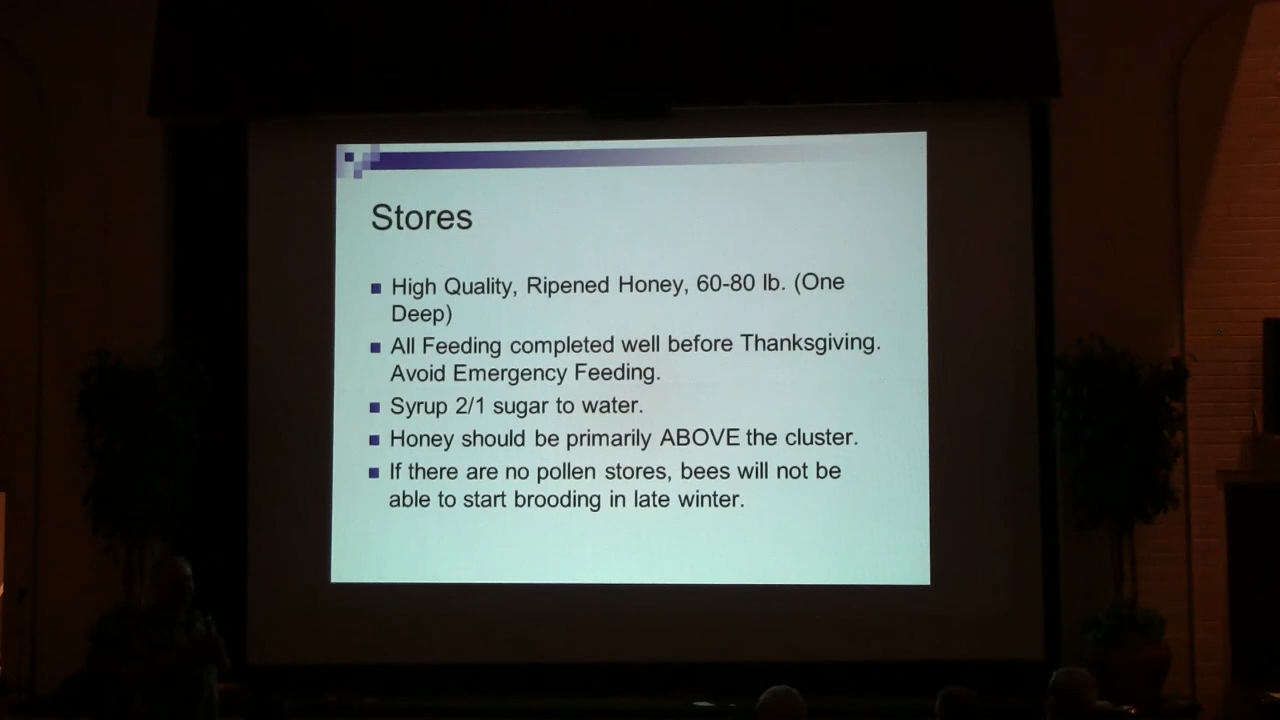 Stores
High Quality, Ripened Honey, 60-80 lb. (One
Deep)
All Feeding completed well before Thanksgiving.
Avoid Emergency Feeding.
Syrup 2/1 sugar to water.
Honey should be primarily ABOVE the cluster.
If there are no pollen stores, bees will not be
able to start brooding in late winter.